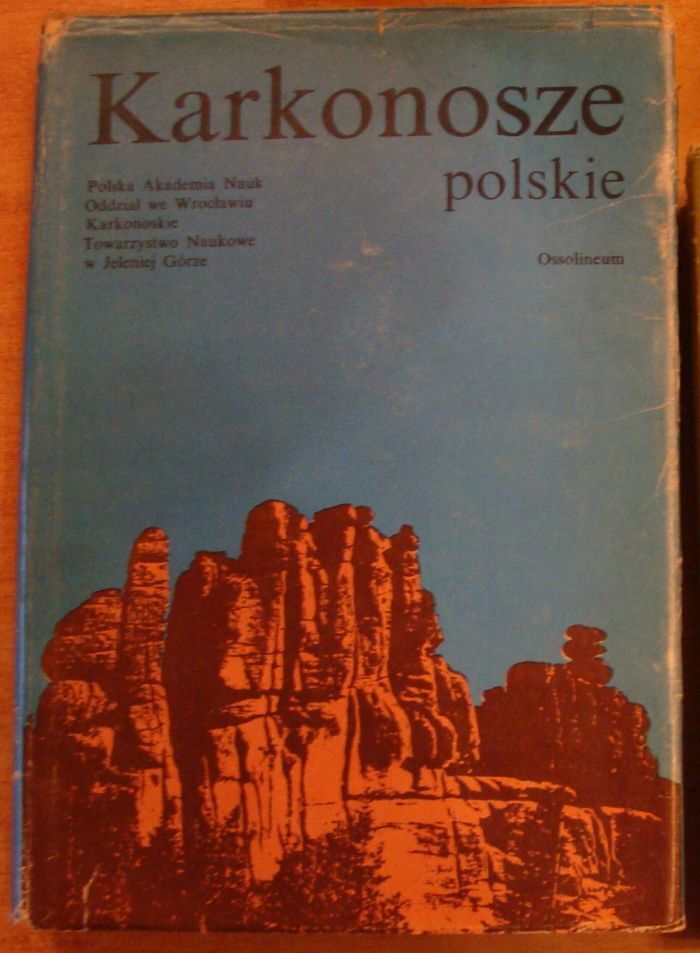 Karkonosze
polskie
Polska Akademia Nauk
Oddział we Wrocławiu
Karkonoskie
Towarzystwo Naukowe
w Jeleniej Górze
Ossolineum